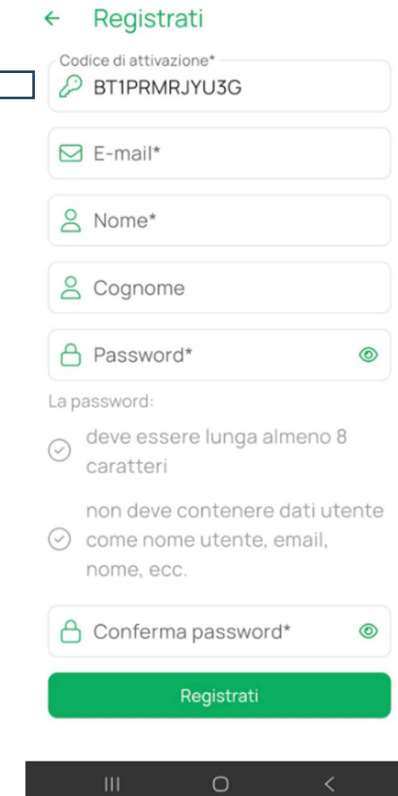 Registrati
Codice di attivazione*
BT1PRMRJYU3G
E-mail*
Nome*
Cognome
Password*
La password:
deve essere lunga almeno 8
caratteri
non deve contenere dati utente
come nome utente, email,
nome, ecc.
Conferma password*
Registrati